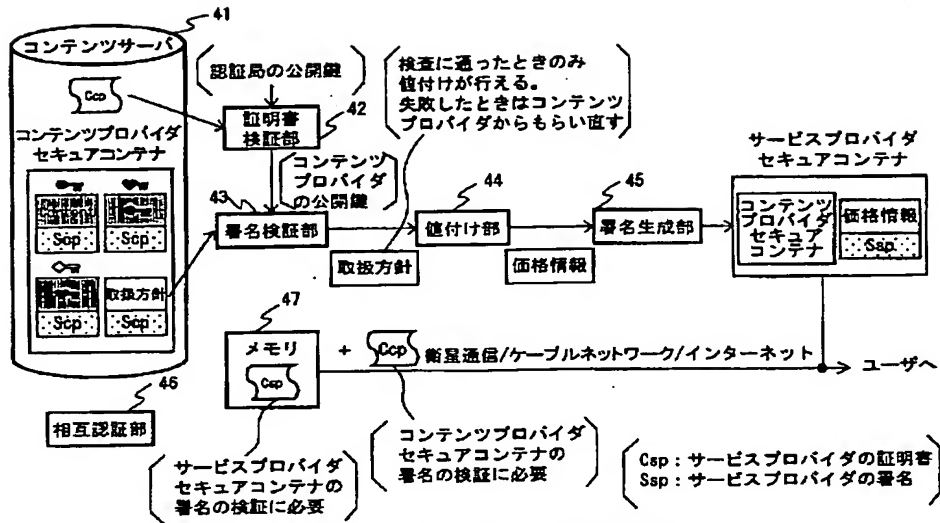 41
コンテンツサーバ
Ccp
コンテンツプロバイダ
セキュアコンテナ
Scp
Scp
取扱方針
Scp
Scp
認証局の公開鍵
証明書
検証部
42
検査に通ったときのみ
値付けが行える。
失敗したときはコンテンツ
プロバイダからもらい直す
コンテンツ
プロバイダ
の公開鍵
43
署名検証部
44
値付け部
45
署名生成部
取扱方針
価格情報
サービスプロバイダ
セキュアコンテナ
コンテンツ
プロバイダ
セキュア
コンテナ
価格情報
Ssp
47
メモリ
Csp
+
Ccp
衛星通信/ケーブルネットワーク/インターネット
ユーザへ
46
相互認証部
サービスプロバイダ
セキュアコンテナの
署名の検証に必要
コンテンツプロバイダ
セキュアコンテナの
署名の検証に必要
Csp:サービスプロバイダの証明書
Ssp:サービスプロバイダの署名